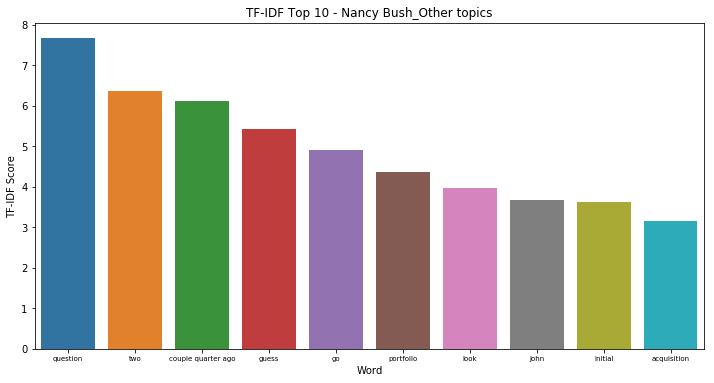 TF-IDF Top 10 - Nancy Bush_Other topics
8
7
6
5
4
3
2
1
0
TF-IDF Score
question two couple quarter ago guess go portfolio look john initial acquisition
Word